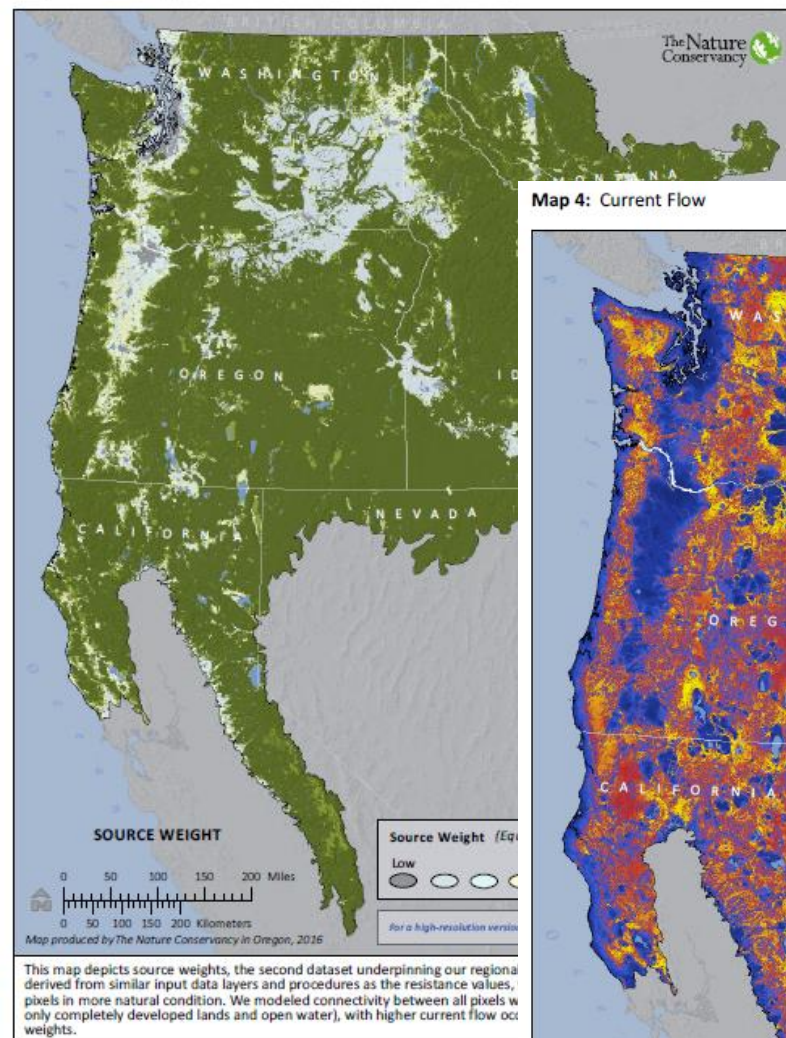 BRITISH COLUMBIA
The Nature
Conservancy
WASHINGTON
MONTANA
OREGON
ID
CALIFORNIA
NEVADA
SOURCE WEIGHT
0 50 100 150 200 Miles
0 50 100 150 200 Kilometers
Map produced by The Nature Conservancy in Oregon, 2016
Source Weight (Equ
Low
For a high-resolution versio
This map depicts source weights, the second dataset underpinning our regional
derived from similar input data layers and procedures as the resistance values,
pixels in more natural condition. We modeled connectivity between all pixels w
only completely developed lands and open water), with higher current flow occ
weights.
Map 4: Current Flow
WAS
OREG
CALIFORNIA